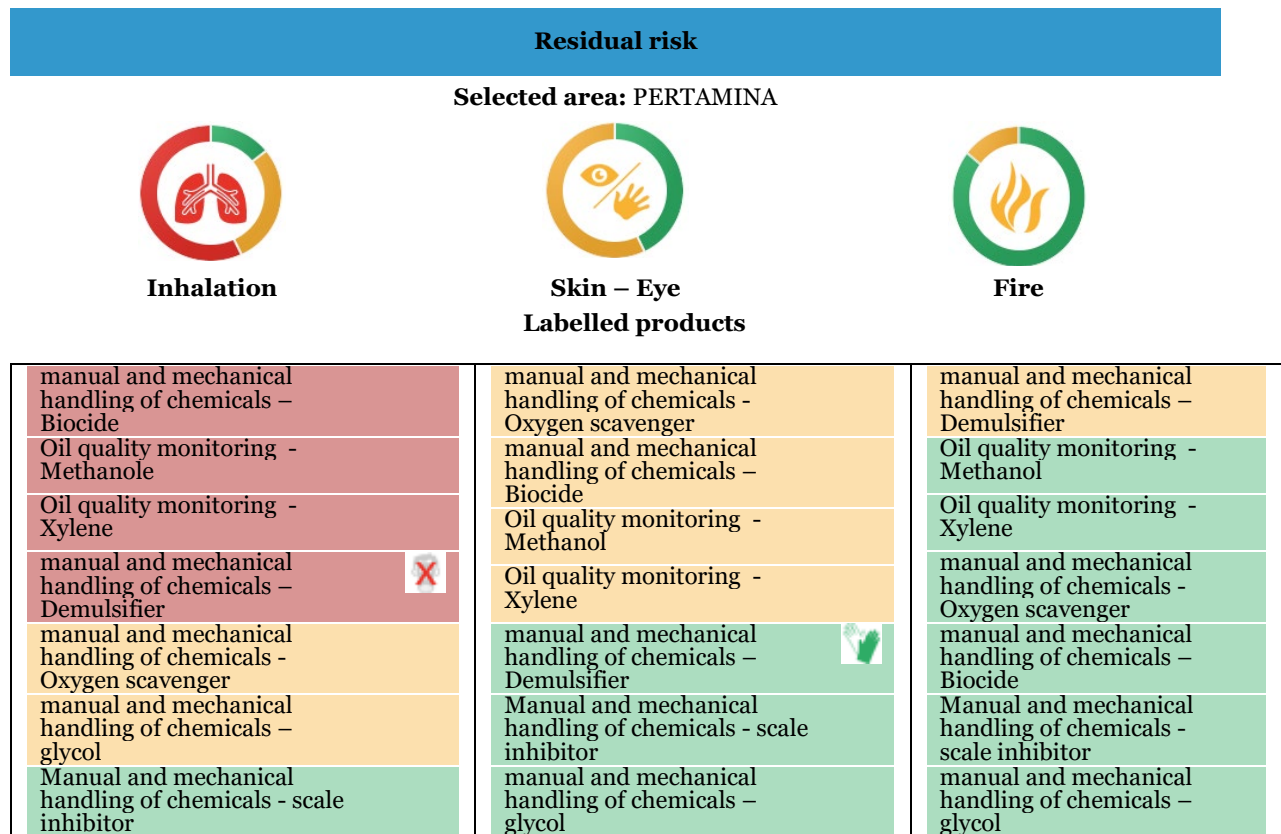 Residual risk
Selected area: PERTAMINA
Inhalation
Skin – Eye
Fire
Labelled products
manual and mechanical
handling of chemicals –
Biocide
Oil quality monitoring -
Methanole
Oil quality monitoring -
Xylene
manual and mechanical
handling of chemicals –
Demulsifier
manual and mechanical
handling of chemicals -
Oxygen scavenger
manual and mechanical
handling of chemicals –
glycol
Manual and mechanical
handling of chemicals - scale
inhibitor
manual and mechanical
handling of chemicals -
Oxygen scavenger
manual and mechanical
handling of chemicals –
Biocide
Oil quality monitoring -
Methanol
Oil quality monitoring -
Xylene
manual and mechanical
handling of chemicals –
Demulsifier
Manual and mechanical
handling of chemicals - scale
inhibitor
manual and mechanical
handling of chemicals –
glycol
manual and mechanical
handling of chemicals –
Demulsifier
Oil quality monitoring -
Methanol
Oil quality monitoring -
Xylene
manual and mechanical
handling of chemicals -
Oxygen scavenger
manual and mechanical
handling of chemicals –
Biocide
Manual and mechanical
handling of chemicals -
scale inhibitor
manual and mechanical
handling of chemicals –
glycol